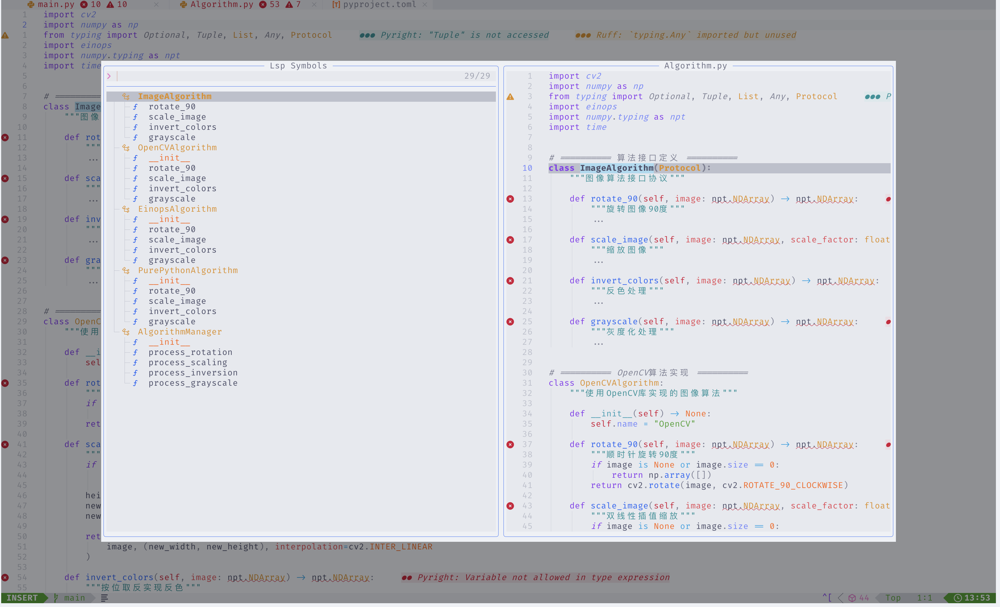 main.py 10 10 × Algorithm.py 53 7 × [T] pyproject.toml ×
1 import cv2
2 import numpy as np
1 from typing import Optional, Tuple, List, Any, Protocol ●●● Pyright: "Tuple" is not accessed ●●● Ruff: `typing.Any` imported but unused
2 import einops
3 import numpy.typing as npt
4 import time
5
6
7 # ==========
8 class Image
9 """图像
10
11 def rot
12 """
13 ...
14
15 def sca
16 """
17 ...
18
19 def inv
20 """
21 ...
22
23 def gra
24 """
25 ...
26
27
28 # ==========
29 class OpenC
30 """使用
31
32 def __i
33 sel
34
35 def rot
36 """
37 if
38
39 ret
40
41 def sca
42 """
43 if
44
45
46 hei
47 new
48 new
49
50 ret
Lsp Symbols
> 29/29
ImageAlgorithm
f rotate_90
f scale_image
f invert_colors
f grayscale
OpenCVAlgorithm
f __init__
f rotate_90
f scale_image
f invert_colors
f grayscale
EinopsAlgorithm
f __init__
f rotate_90
f scale_image
f invert_colors
f grayscale
PurePythonAlgorithm
f __init__
f rotate_90
f scale_image
f invert_colors
f grayscale
AlgorithmManager
f __init__
f process_rotation
f process_scaling
f process_inversion
f process_grayscale
Algorithm.py
1 import cv2
2 import numpy as np
3 from typing import Optional, Tuple, List, Any, Protocol ●●● P
4 import einops
5 import numpy.typing as npt
6 import time
7
8
9 # ========== 算法接口定义 ==========
10 class ImageAlgorithm(Protocol):
11 """图像算法接口协议"""
12
13 def rotate_90(self, image: npt.NDArray) -> npt.NDArray: ●
14 """旋转图像90度"""
15 ...
16
17 def scale_image(self, image: npt.NDArray, scale_factor: float
18 """缩放图像"""
19 ...
20
21 def invert_colors(self, image: npt.NDArray) -> npt.NDArray:
22 """反色处理"""
23 ...
24
25 def grayscale(self, image: npt.NDArray) -> npt.NDArray: ●
26 """灰度化处理"""
27 ...
28
29
30 # ========== OpenCV算法实现 ==========
31 class OpenCVAlgorithm:
32 """使用OpenCV库实现的图像算法"""
33
34 def __init__(self) -> None:
35 self.name = "OpenCV"
36
37 def rotate_90(self, image: npt.NDArray) -> npt.NDArray: ●
38 """顺时针旋转90度"""
39 if image is None or image.size == 0:
40 return np.array([])
41 return cv2.rotate(image, cv2.ROTATE_90_CLOCKWISE)
42
43 def scale_image(self, image: npt.NDArray, scale_factor: float
44 """双线性插值缩放"""
45 if image is None or image.size == 0:
51 image, (new_width, new_height), interpolation=cv2.INTER_LINEAR
52 )
53
54 def invert_colors(self, image: npt.NDArray) -> npt.NDArray: ●● Pyright: Variable not allowed in type expression
55 """按位取反实现反色"""
INSERT main ^[ 44 Top 1:1 13:53